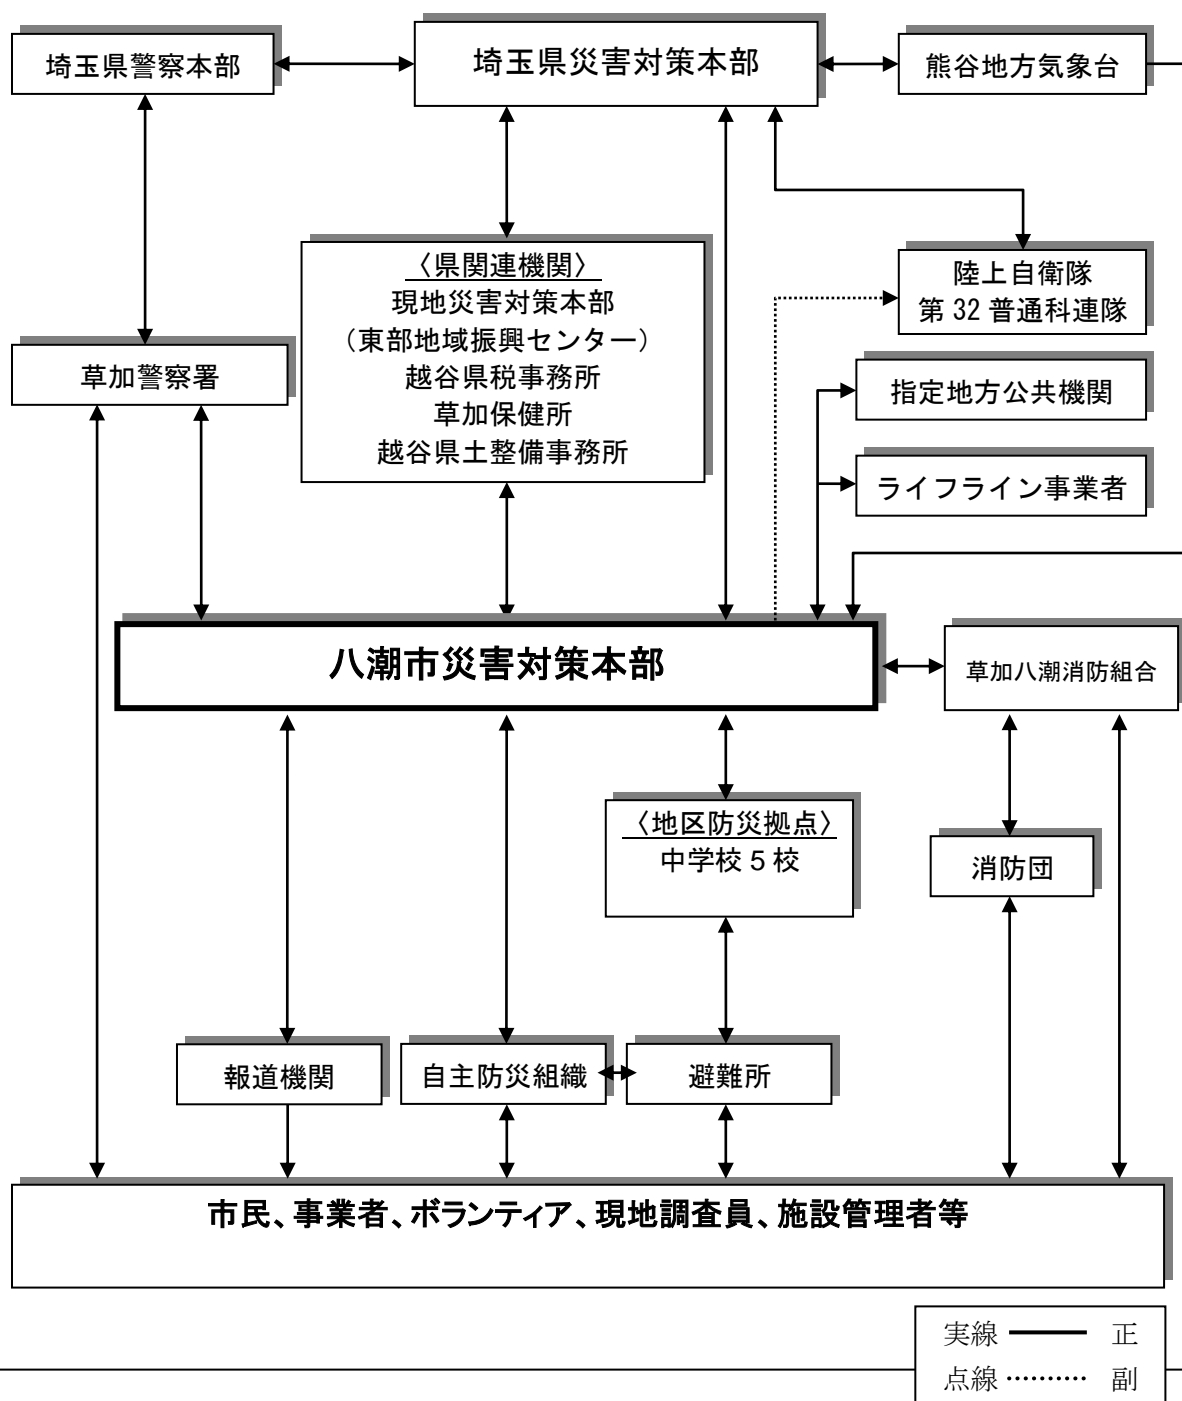 埼玉県警察本部
埼玉県災害対策本部
熊谷地方気象台
〈県関連機関〉
現地災害対策本部
（東部地域振興センター）
越谷県税事務所
草加保健所
越谷県土整備事務所
陸上自衛隊
第 32 普通科連隊
草加警察署
指定地方公共機関
ライフライン事業者
八潮市災害対策本部
草加八潮消防組合
〈地区防災拠点〉
中学校 5 校
消防団
報道機関
自主防災組織
避難所
市民、事業者、ボランティア、現地調査員、施設管理者等
実線 正
点線 副